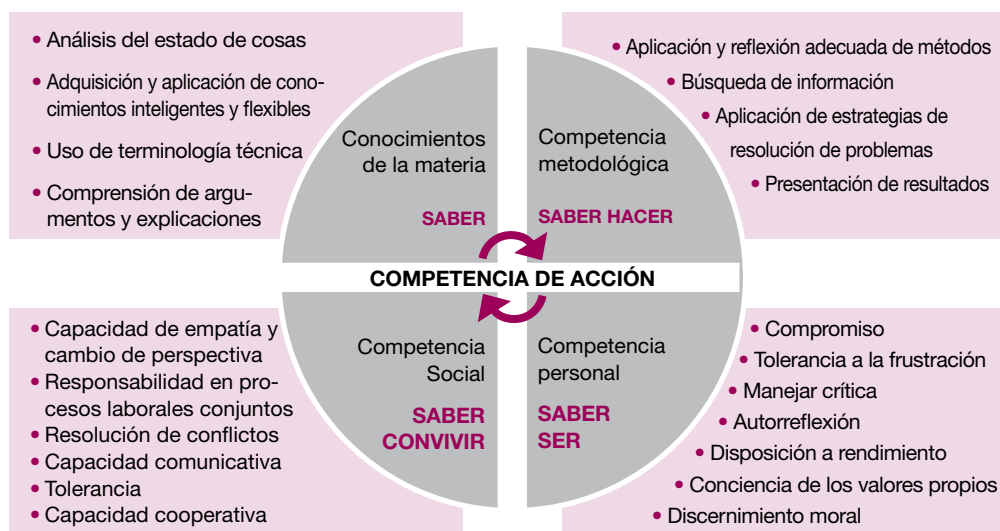 • Análisis del estado de cosas
• Adquisición y aplicación de cono-
cimientos inteligentes y flexibles
• Uso de terminología técnica
• Comprensión de argu-
mentos y explicaciones
Conocimientos
de la materia
SABER
Competencia
metodológica
SABER HACER
• Aplicación y reflexión adecuada de métodos
• Búsqueda de información
• Aplicación de estrategias de
resolución de problemas
• Presentación de resultados
COMPETENCIA DE ACCIÓN
• Capacidad de empatía y
cambio de perspectiva
• Responsabilidad en pro-
cesos laborales conjuntos
• Resolución de conflictos
• Capacidad comunicativa
• Tolerancia
• Capacidad cooperativa
Competencia
Social
SABER
CONVIVIR
Competencia
personal
SABER
SER
• Compromiso
• Tolerancia a la frustración
• Manejar crítica
• Autorreflexión
• Disposición a rendimiento
• Conciencia de los valores propios
• Discernimiento moral